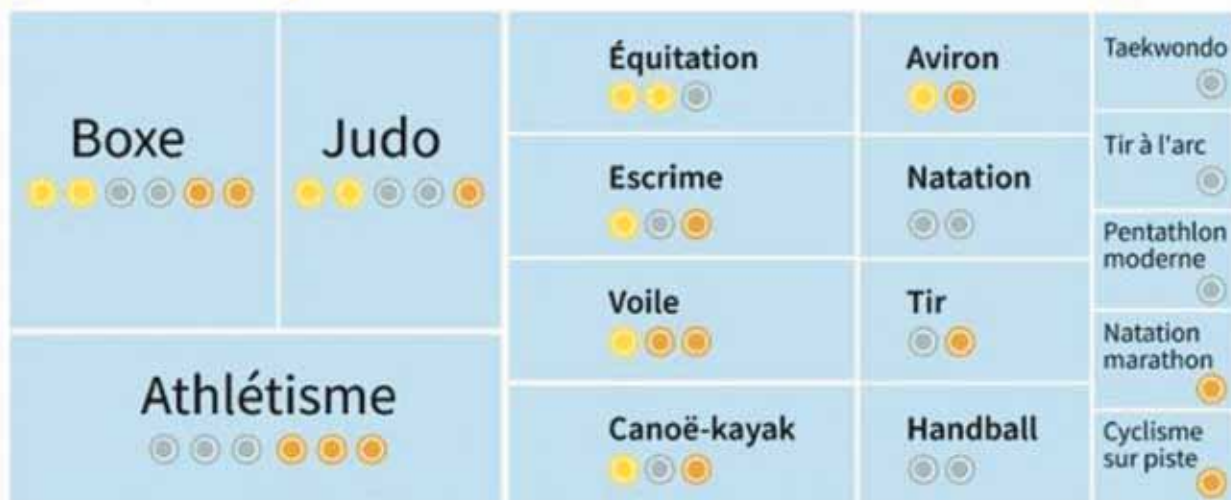 Boxe
Judo
Athlétisme
Équitation
Escrime
Voile
Canoë-kayak
Aviron
Natation
Tir
Handball
Taekwondo
Tir à l'arc
Pentathlon
moderne
Natation
marathon
Cyclisme
sur piste